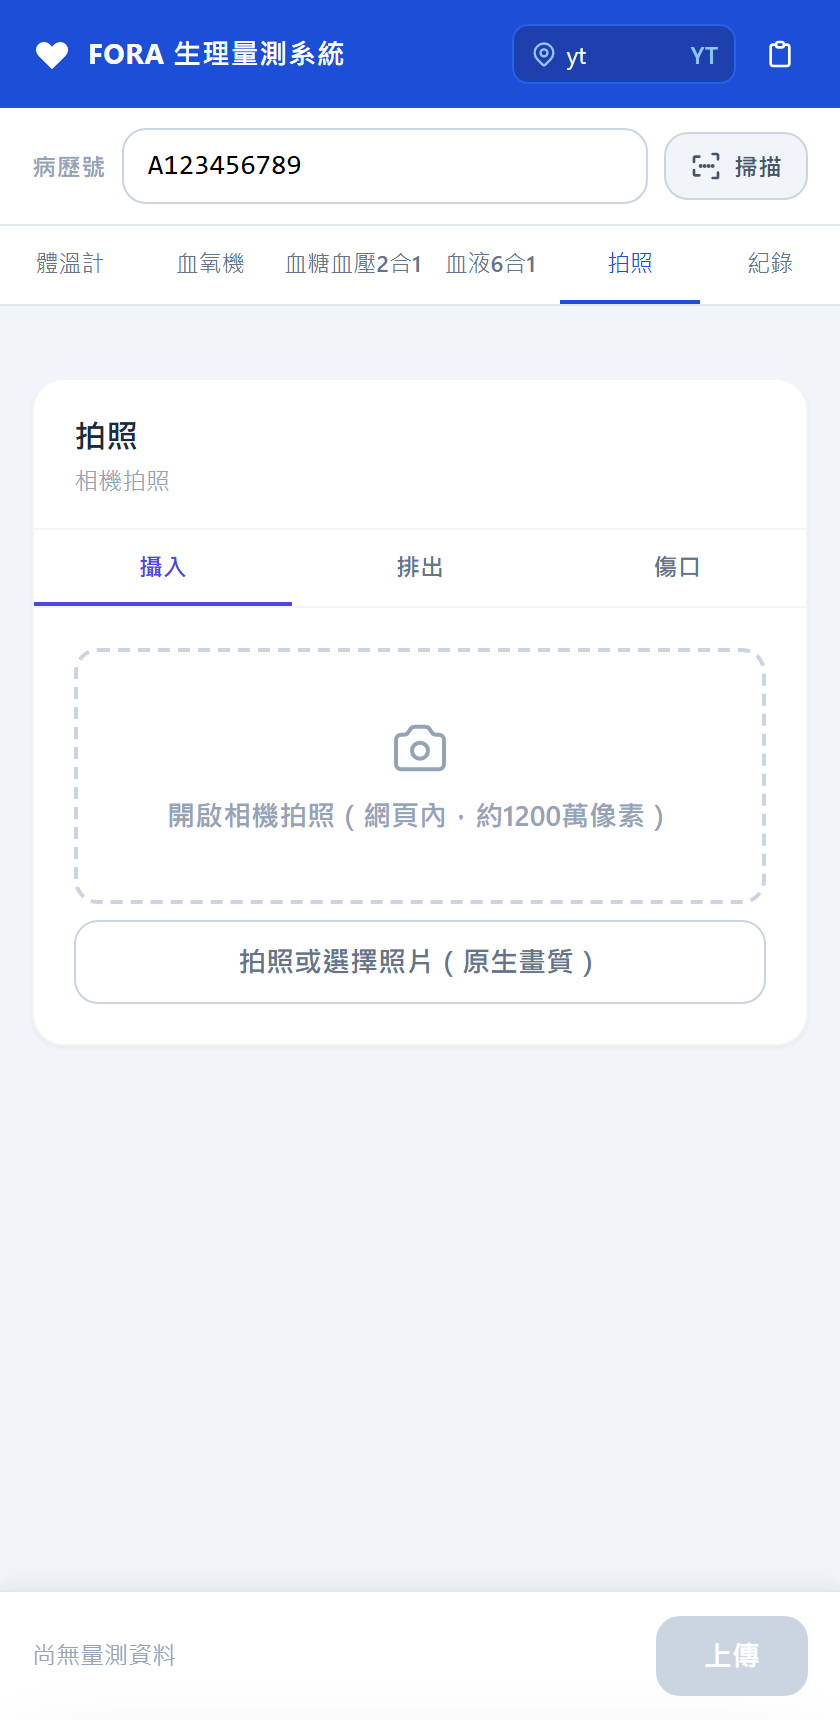 FORA 生理量測系統
yt
YT
病歷號
A123456789
掃描
體溫計
血氧機
血糖血壓2合1
血液6合1
拍照
紀錄
拍照
相機拍照
攝入
排出
傷口
開啟相機拍照（網頁內・約1200萬像素）
拍照或選擇照片（原生畫質）
尚無量測資料
上傳